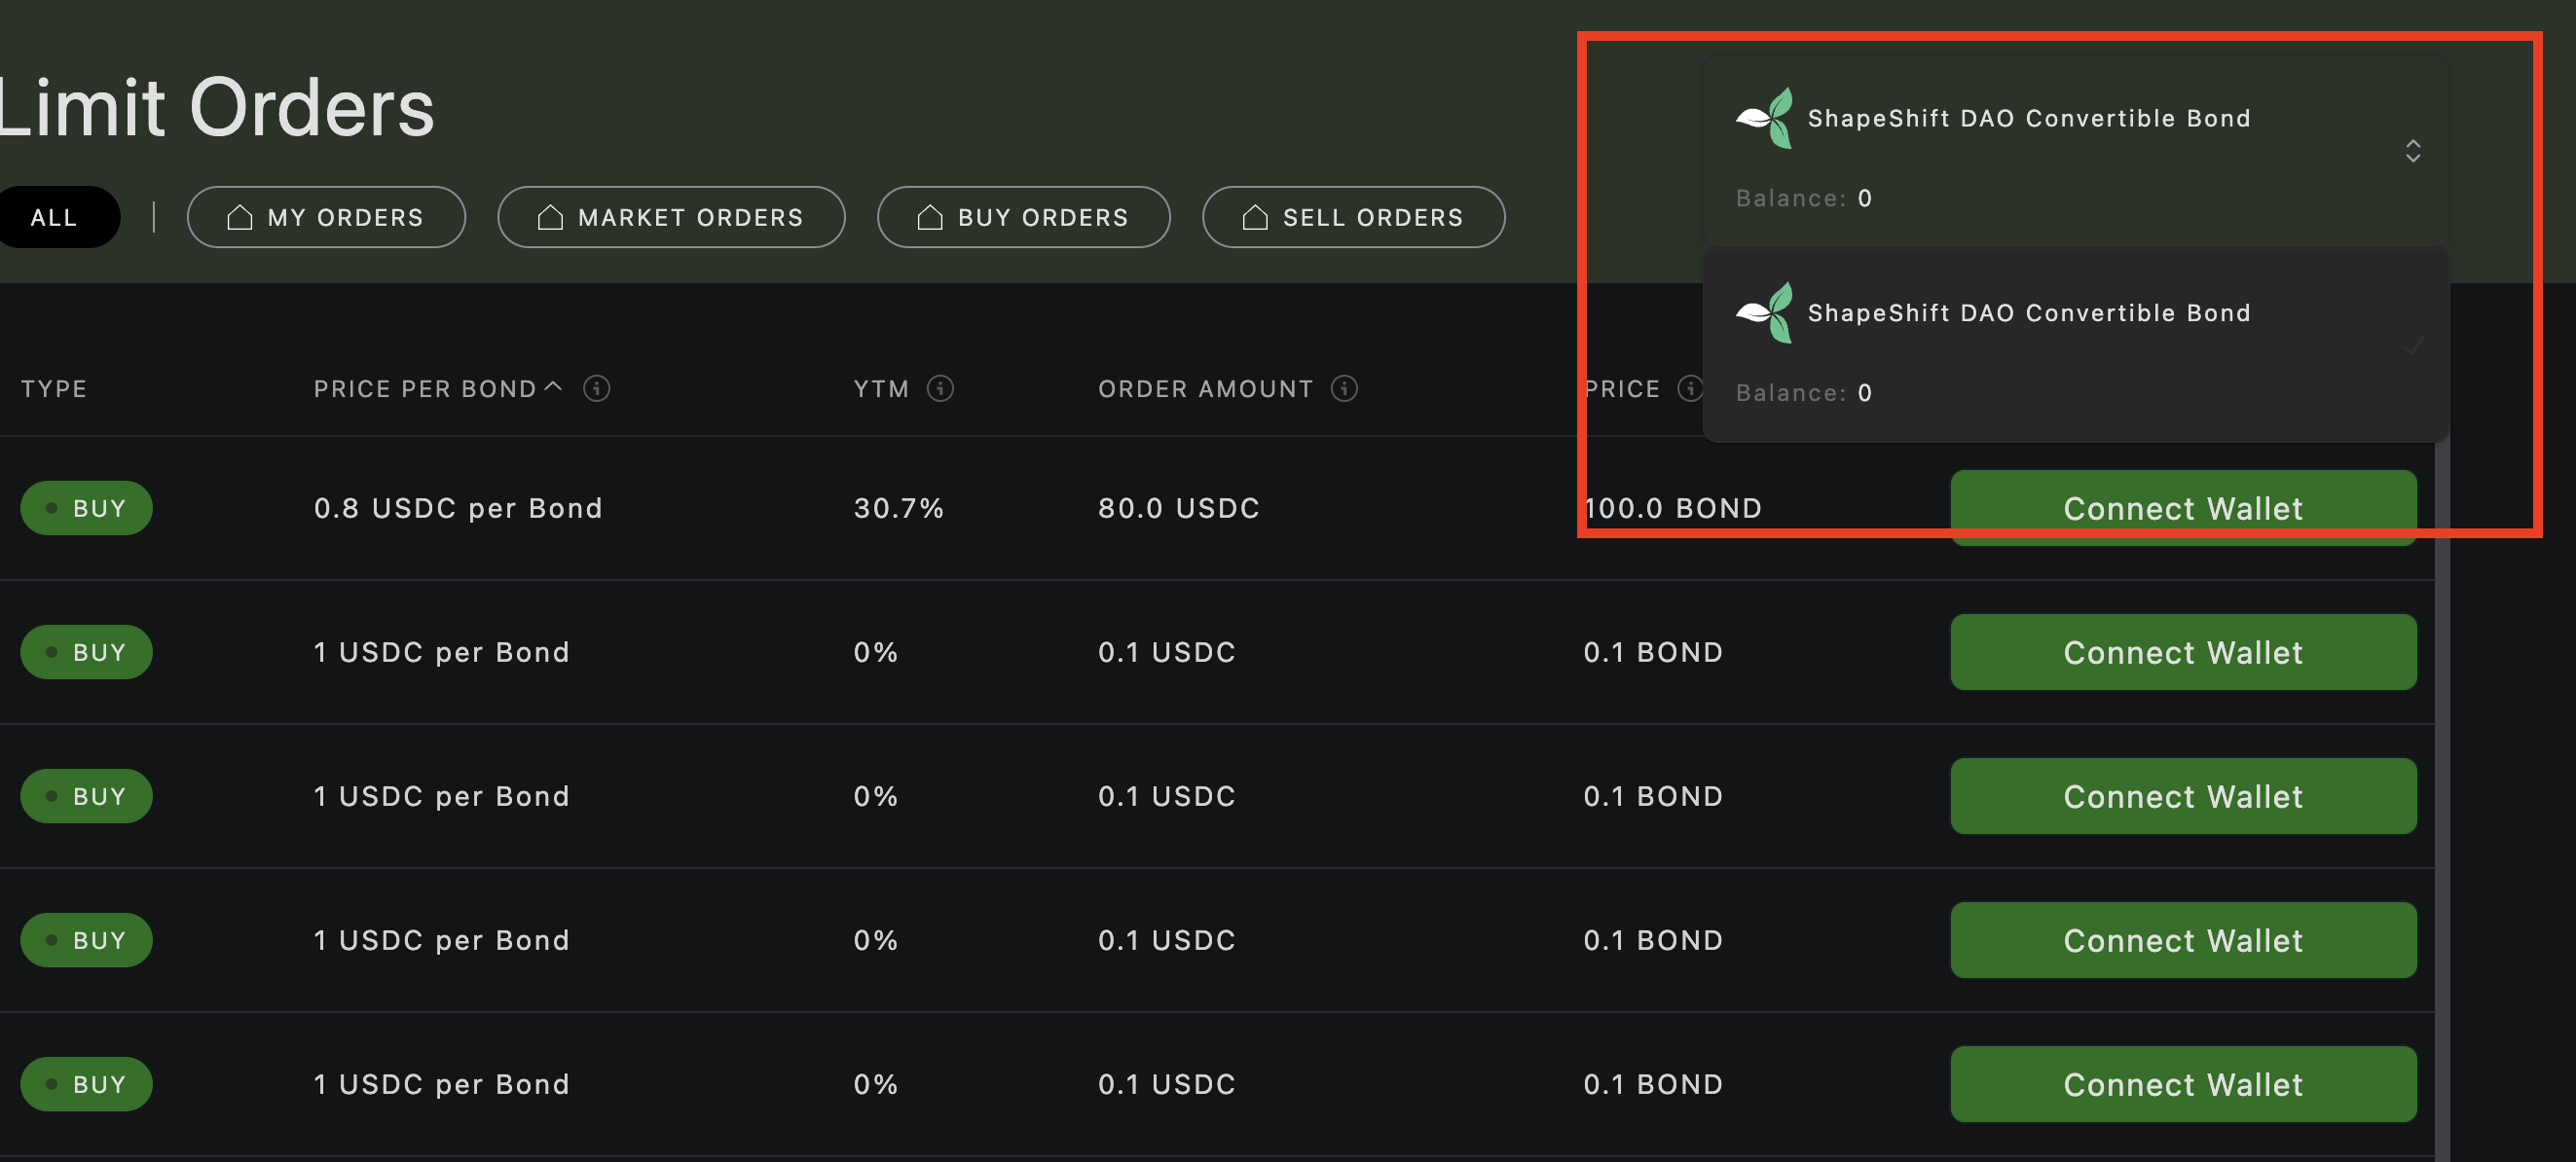 Limit Orders
ShapeShift DAO Convertible Bond
Balance: 0
ALL | MY ORDERS MARKET ORDERS BUY ORDERS SELL ORDERS
ShapeShift DAO Convertible Bond
Balance: 0
TYPE PRICE PER BOND YTM ORDER AMOUNT PRICE
BUY 0.8 USDC per Bond 30.7% 80.0 USDC 100.0 BOND Connect Wallet
BUY 1 USDC per Bond 0% 0.1 USDC 0.1 BOND Connect Wallet
BUY 1 USDC per Bond 0% 0.1 USDC 0.1 BOND Connect Wallet
BUY 1 USDC per Bond 0% 0.1 USDC 0.1 BOND Connect Wallet
BUY 1 USDC per Bond 0% 0.1 USDC 0.1 BOND Connect Wallet